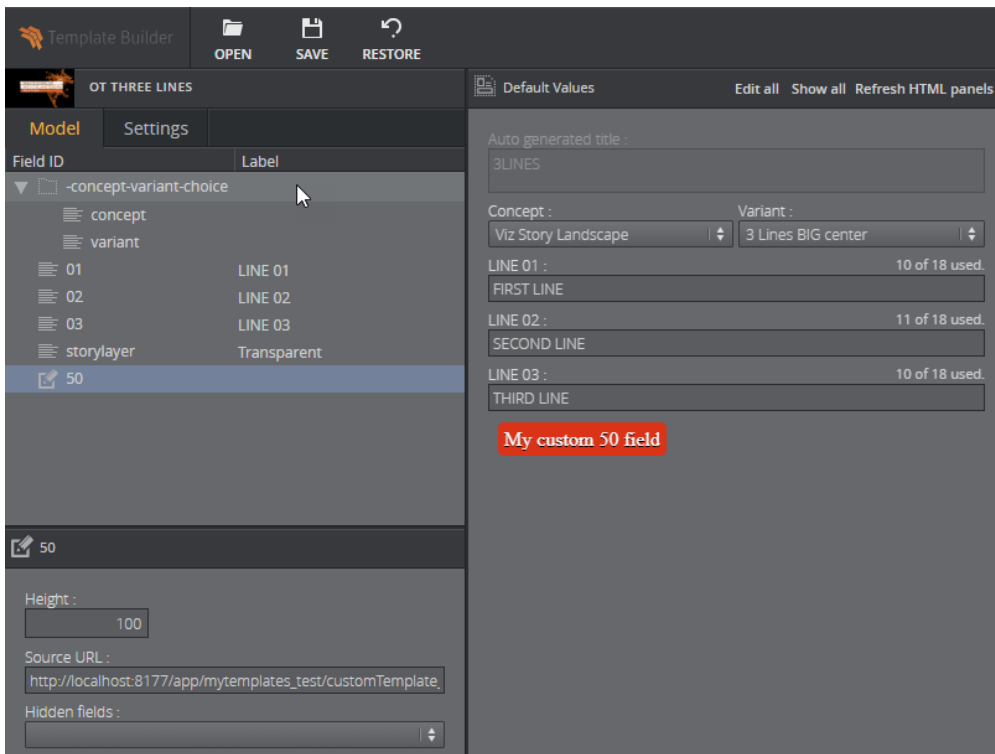 Template Builder
OPEN SAVE RESTORE
OT THREE LINES
Model Settings
Field ID Label
-concept-variant-choice
concept
variant
01 LINE 01
02 LINE 02
03 LINE 03
storylayer Transparent
50
50
Height :
100
Source URL :
http://localhost:8177/app/mytemplates_test/customTemplate_
Hidden fields :
Default Values Edit all Show all Refresh HTML panels
Auto generated title :
3LINES
Concept : Variant :
Viz Story Landscape 3 Lines BIG center
LINE 01 : 10 of 18 used.
FIRST LINE
LINE 02 : 11 of 18 used.
SECOND LINE
LINE 03 : 10 of 18 used.
THIRD LINE
My custom 50 field